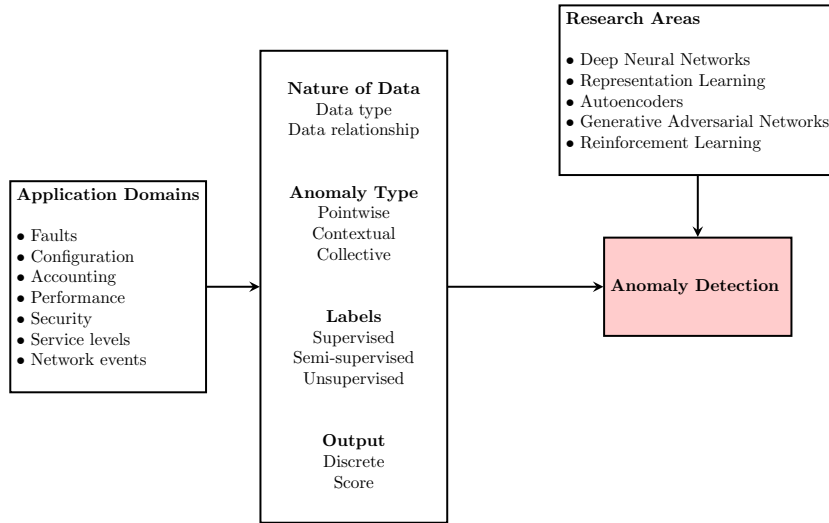 Research Areas
• Deep Neural Networks
• Representation Learning
• Autoencoders
• Generative Adversarial Networks
• Reinforcement Learning
Nature of Data
Data type
Data relationship
Anomaly Type
Pointwise
Contextual
Collective
Labels
Supervised
Semi-supervised
Unsupervised
Output
Discrete
Score
Application Domains
• Faults
• Configuration
• Accounting
• Performance
• Security
• Service levels
• Network events
Anomaly Detection